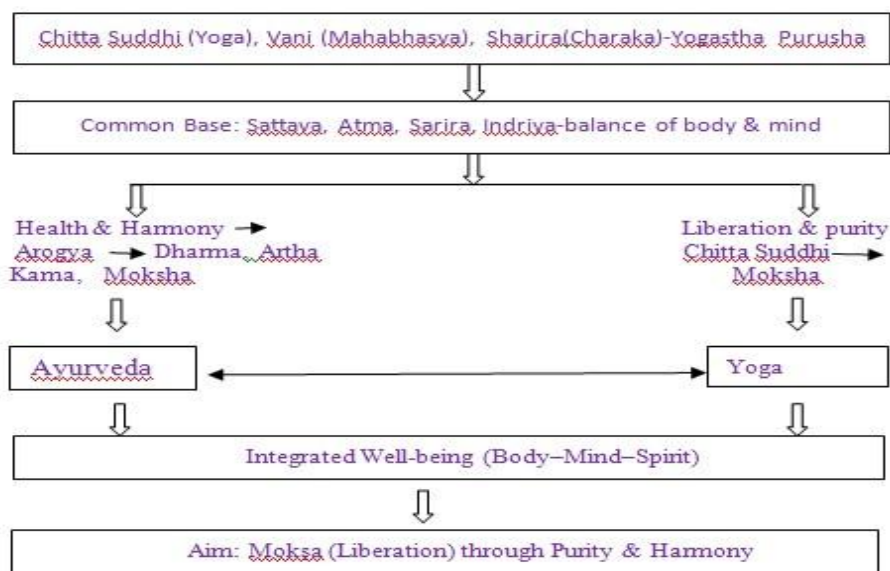 Chitta Suddhi (Yoga), Vani (Mahabhasya), Sharira(Charaka)-Yogastha Purusha
Common Base: Sattava, Atma, Sarira, Indriya-balance of body & mind
Health & Harmony →
Arogya → Dharma, Artha
Kama, Moksha
Liberation & purity
Chitta Suddhi →
Moksha
Ayurveda
Yoga
Integrated Well-being (Body–Mind–Spirit)
Aim: Moksa (Liberation) through Purity & Harmony